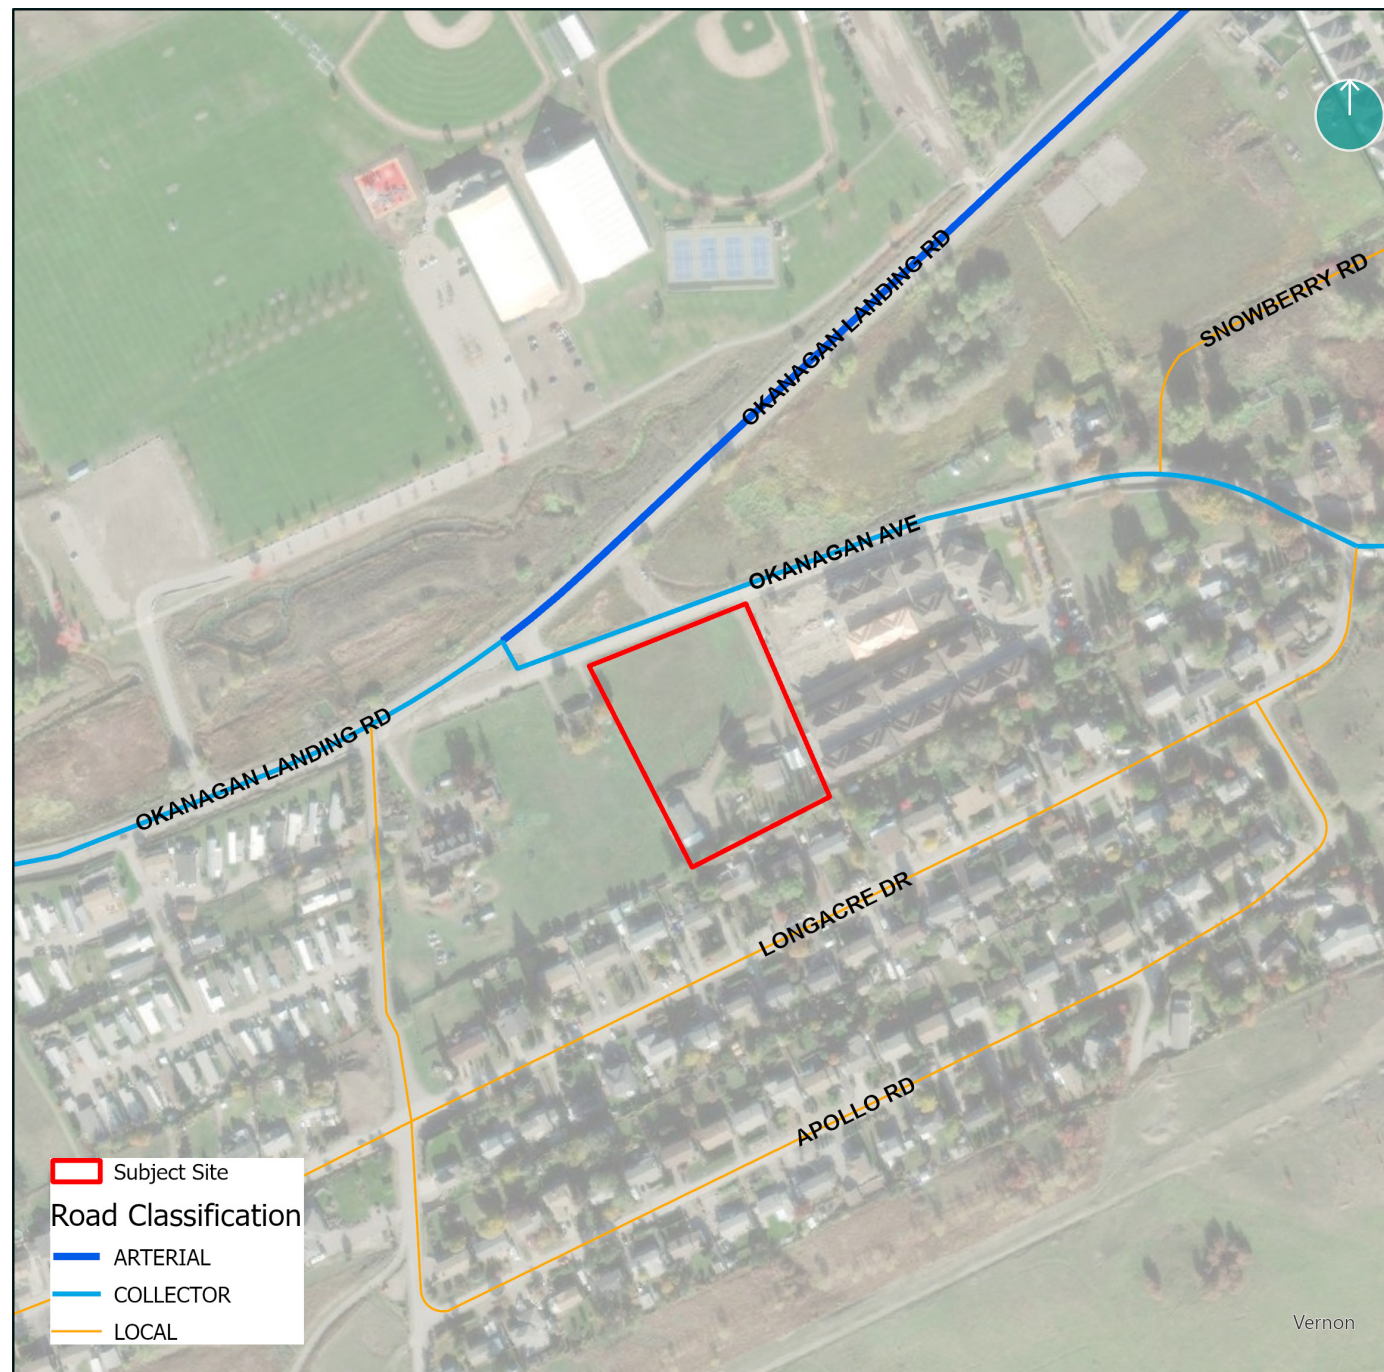 OKANAGAN LANDING RD
SNOWBERRY RD
OKANAGAN AVE
OKANAGAN LANDING RD
LONGACRE DR
APOLLO RD
Subject Site
Road Classification
ARTERIAL
COLLECTOR
LOCAL
Vernon